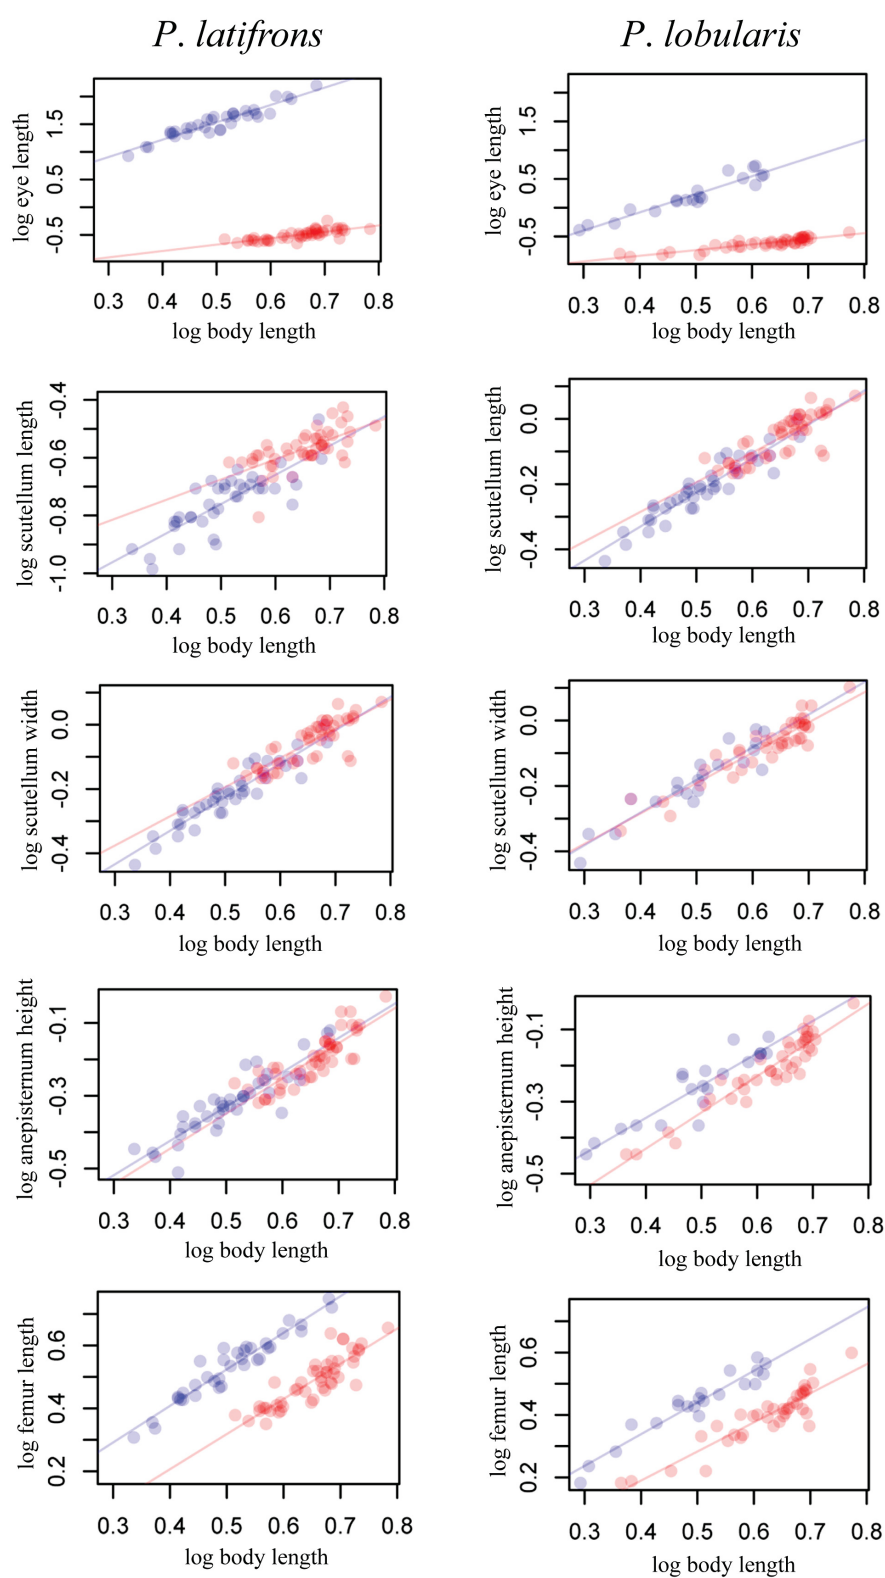 P. latifrons
P. lobularis
log eye length
-0.5 0.5 1.5
0.3 0.4 0.5 0.6 0.7 0.8
log body length
log eye length
-0.5 0.5 1.5
0.3 0.4 0.5 0.6 0.7 0.8
log body length
log scutellum length
-1.0 -0.8 -0.6 -0.4
0.3 0.4 0.5 0.6 0.7 0.8
log body length
log scutellum length
-0.4 -0.2 0.0
0.3 0.4 0.5 0.6 0.7 0.8
log body length
log scutellum width
-0.4 -0.2 0.0
0.3 0.4 0.5 0.6 0.7 0.8
log body length
log scutellum width
-0.4 -0.2 0.0
0.3 0.4 0.5 0.6 0.7 0.8
log body length
log anepisternum height
-0.5 -0.3 -0.1
0.3 0.4 0.5 0.6 0.7 0.8
log body length
log anepisternum height
-0.5 -0.3 -0.1
0.3 0.4 0.5 0.6 0.7 0.8
log body length
log femur length
0.2 0.4 0.6
0.3 0.4 0.5 0.6 0.7 0.8
log body length
log femur length
0.2 0.4 0.6
0.3 0.4 0.5 0.6 0.7 0.8
log body length